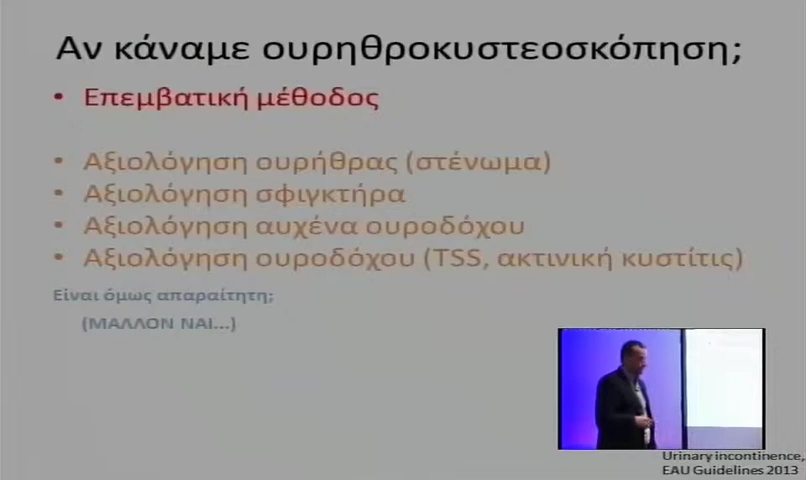 Αν κάναμε ουρηθροκυστεοσκόπηση;
• Επεμβατική μέθοδος
• Αξιολόγηση ουρήθρας (στένωμα)
• Αξιολόγηση σφιγκτήρα
• Αξιολόγηση αυχένα ουροδόχου
• Αξιολόγηση ουροδόχου (TSS, ακτινική κυστίτις)
Είναι όμως απαραίτητη;
(ΜΑΛΛΟΝ ΝΑΙ...)
Urinary incontinence,
EAU Guidelines 2013